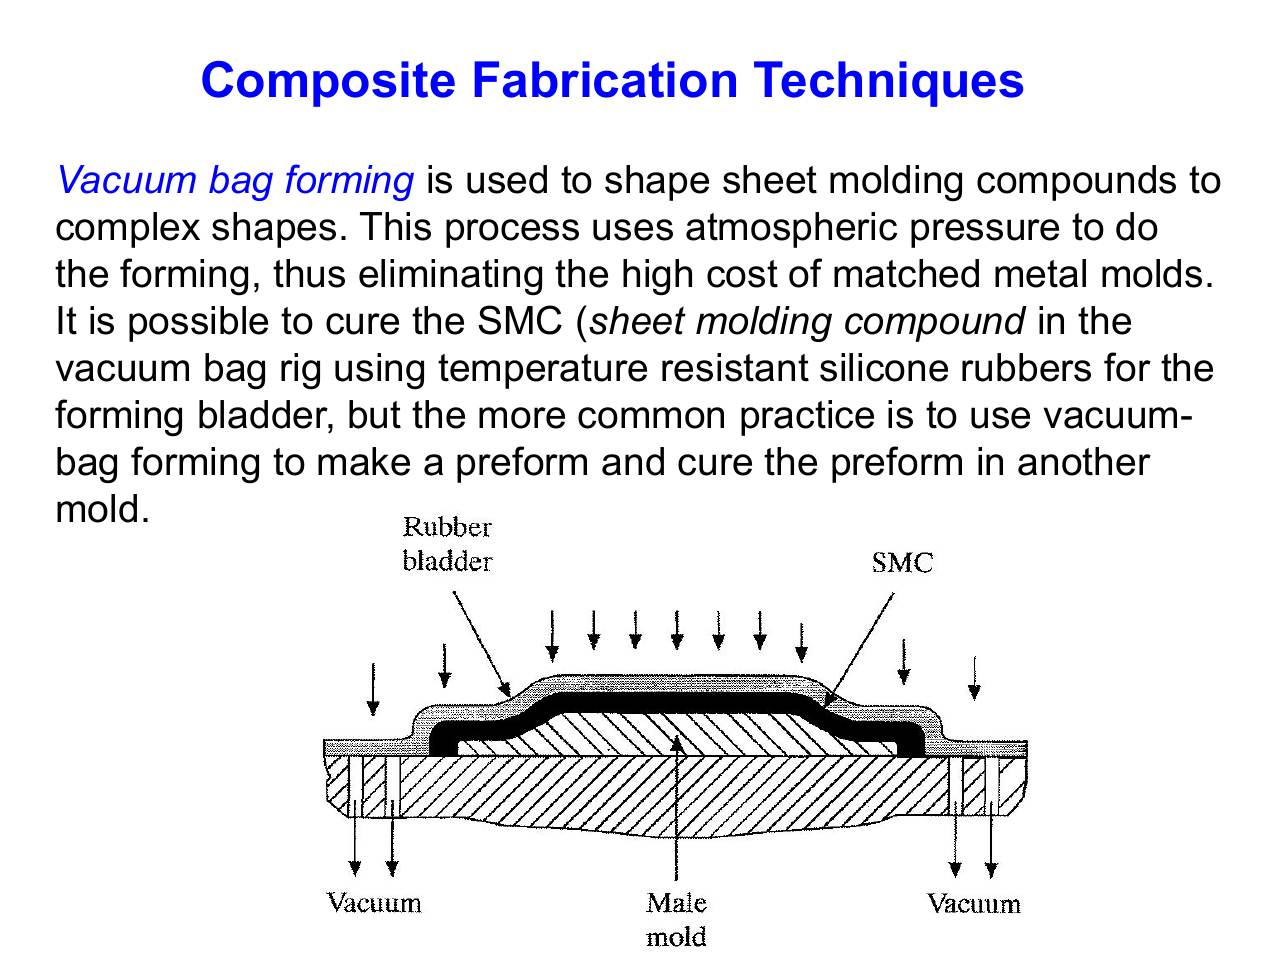 Composite Fabrication Techniques
Vacuum bag forming is used to shape sheet molding compounds to
complex shapes. This process uses atmospheric pressure to do
the forming, thus eliminating the high cost of matched metal molds.
It is possible to cure the SMC (sheet molding compound in the
vacuum bag rig using temperature resistant silicone rubbers for the
forming bladder, but the more common practice is to use vacuum-
bag forming to make a preform and cure the preform in another
mold.
Rubber
bladder
SMC
Vacuum
Male
mold
Vacuum